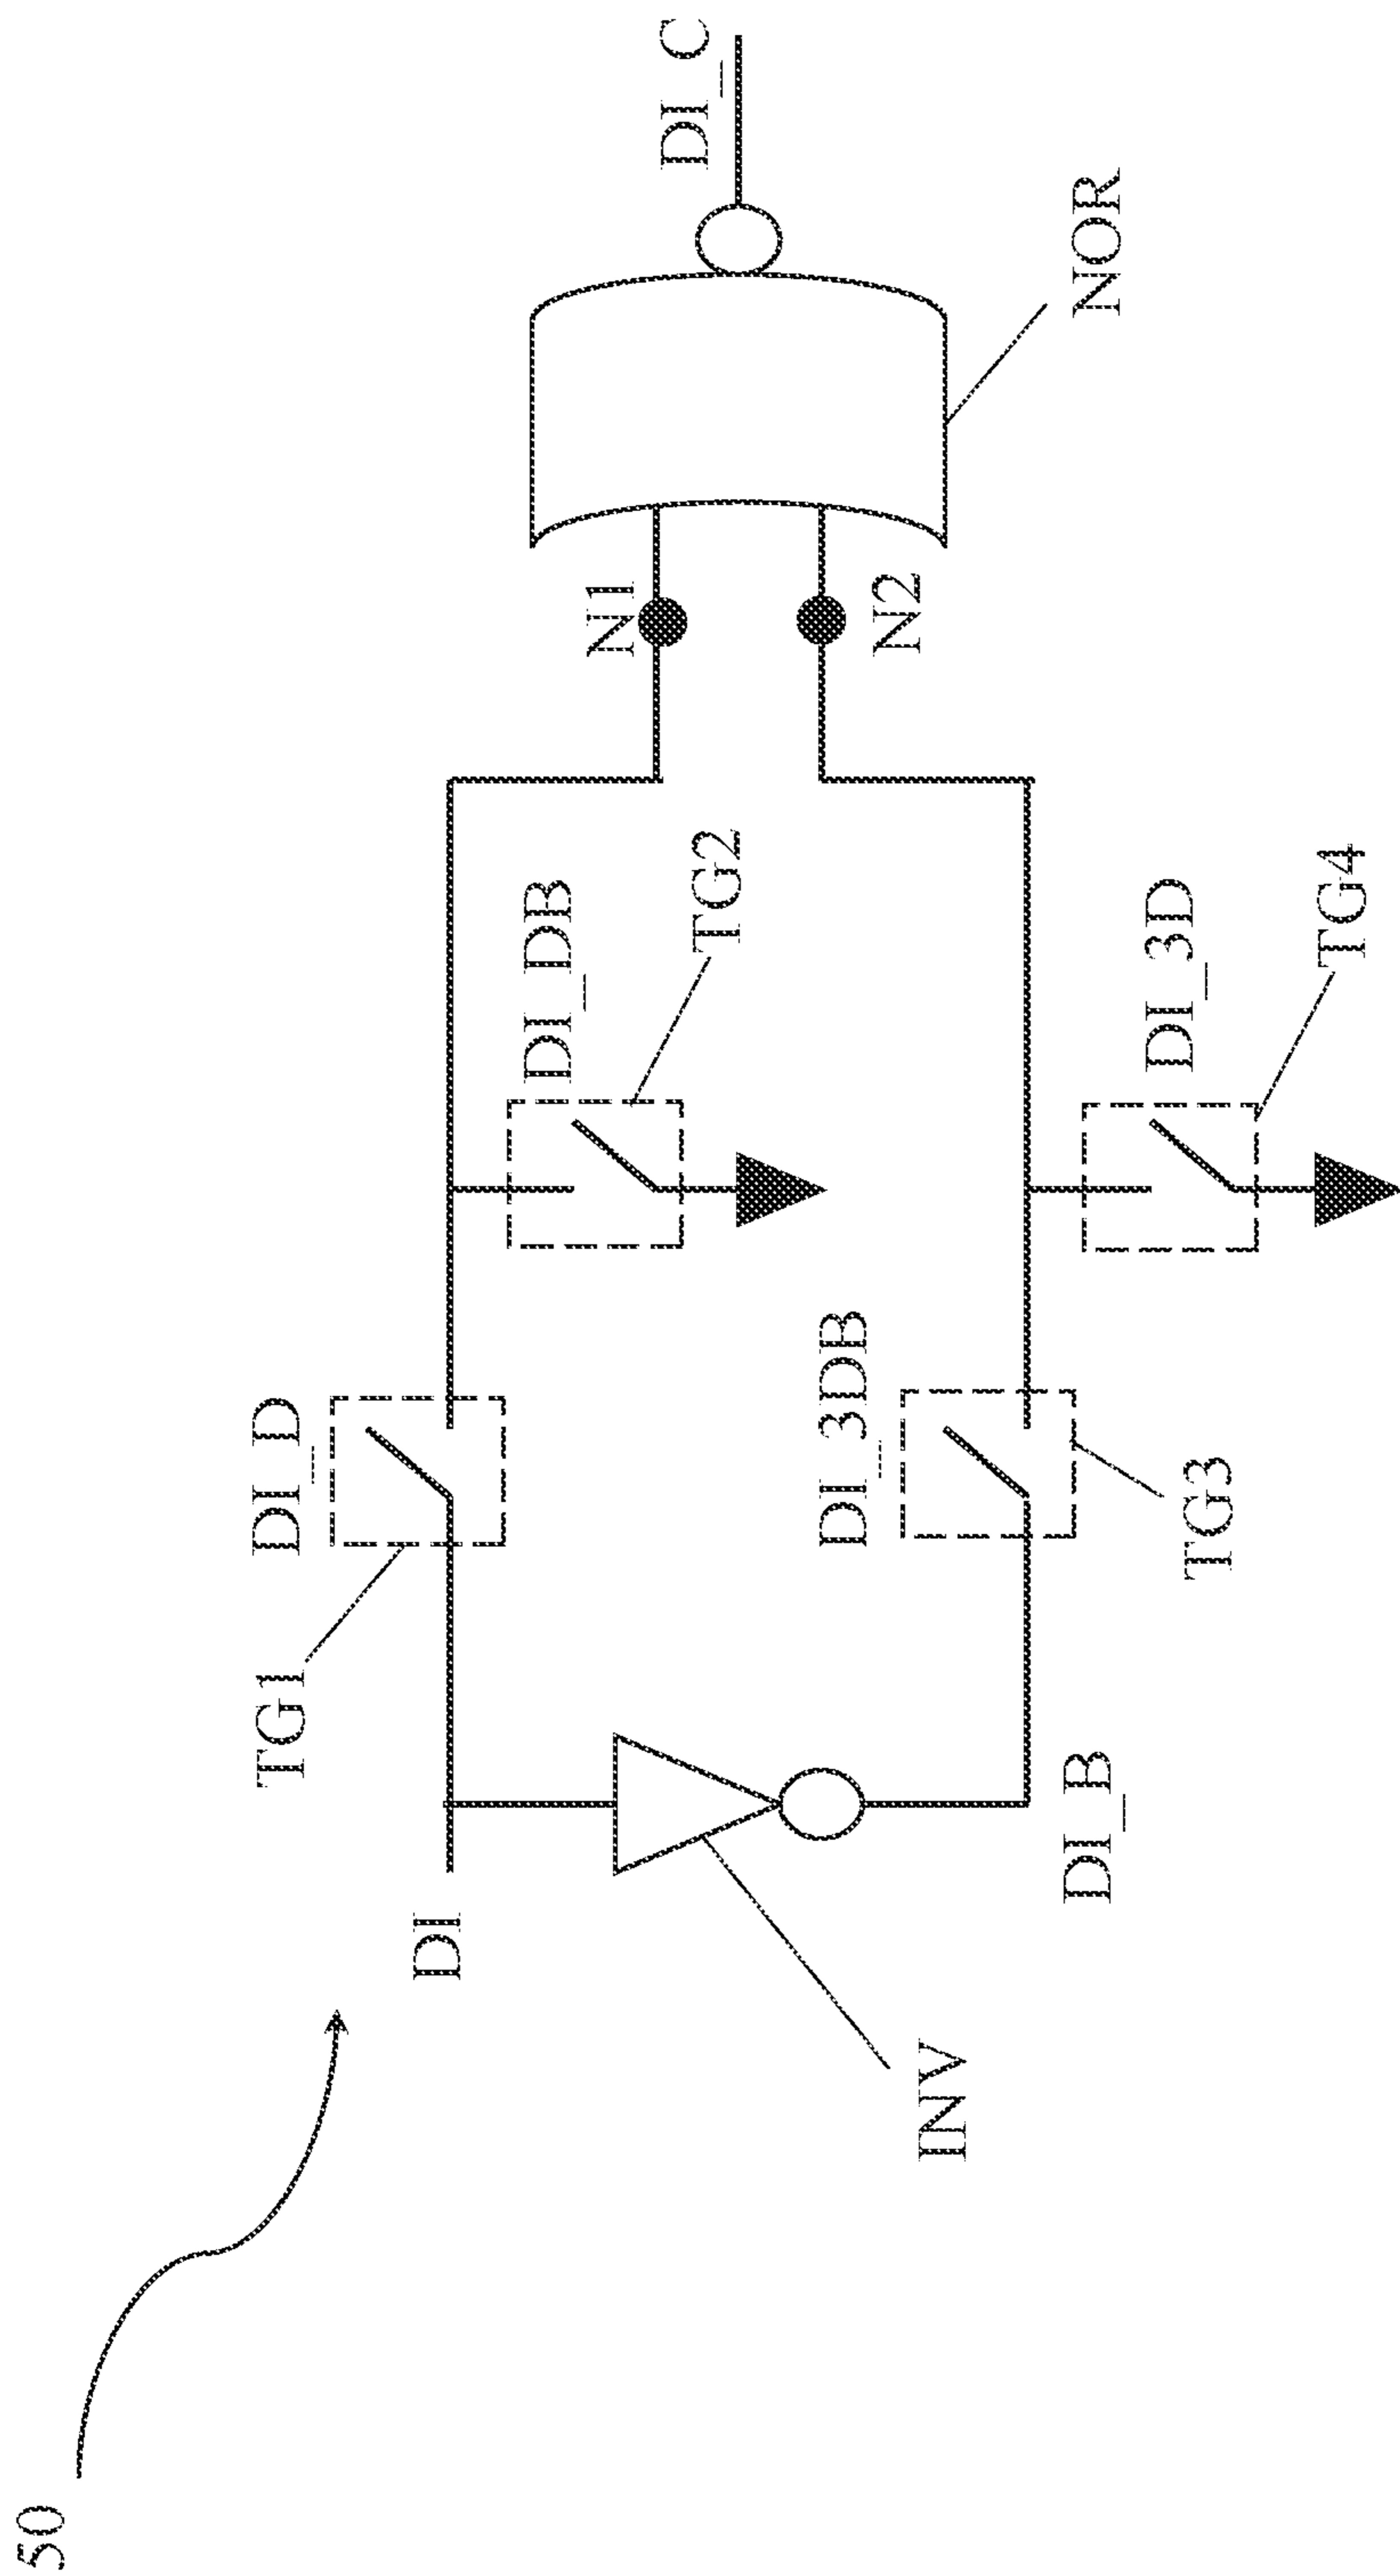 50
DI
INV
DI_B
TG1
DI_D
DI_3DB
TG3
DI_DB
TG2
DI_3D
TG4
N1
N2
NOR
DI_C